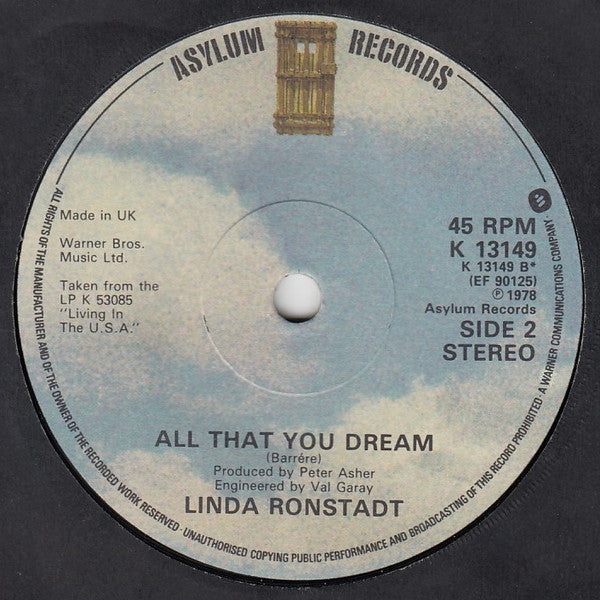 ASYLUM RECORDS
Made in UK
Warner Bros.
Music Ltd.
Taken from the
LP K 53085
"Living In
The U.S.A."
45 RPM
K 13149
K 13149 B*
(EF 90125)
℗ 1978
Asylum Records
SIDE 2
STEREO
ALL THAT YOU DREAM
(Barrére)
Produced by Peter Asher
Engineered by Val Garay
LINDA RONSTADT
ALL RIGHTS OF THE MANUFACTURER AND OF THE OWNER OF THE RECORDED WORK RESERVED · UNAUTHORISED COPYING PUBLIC PERFORMANCE AND BROADCASTING OF THIS RECORD PROHIBITED · A WARNER COMMUNICATIONS COMPANY ·